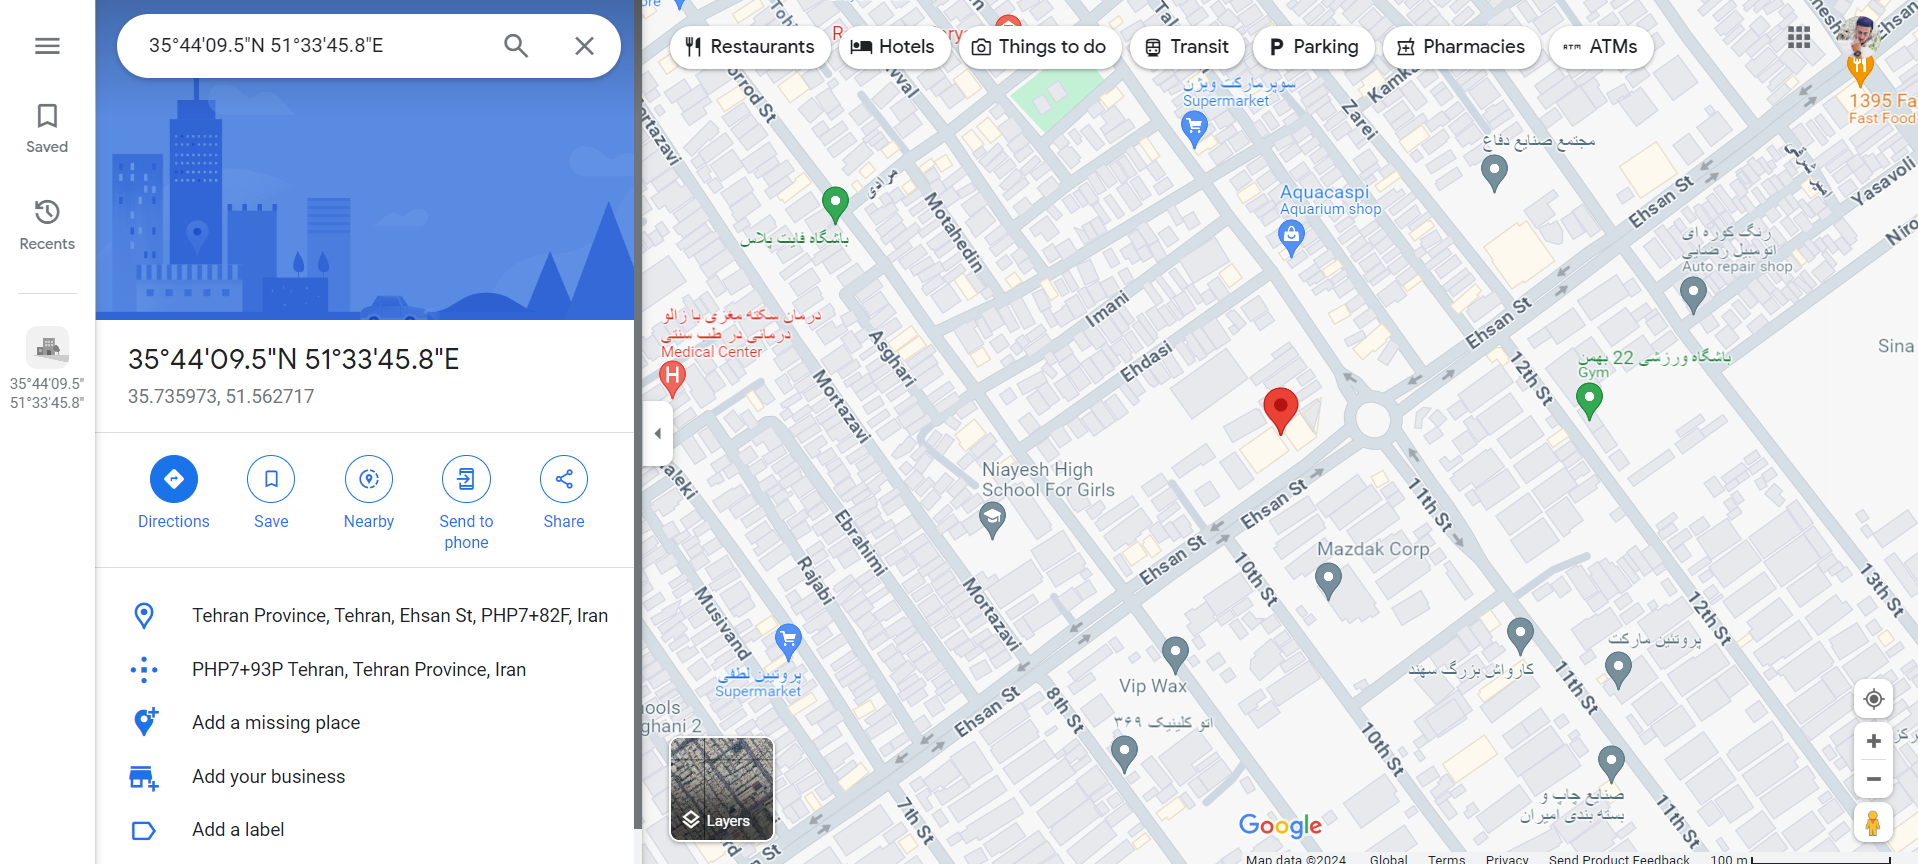 35°44'09.5"N 51°33'45.8"E
Saved
Recents
35°44'09.5"
51°33'45.8"
35°44'09.5"N 51°33'45.8"E
35.735973, 51.562717
Directions
Save
Nearby
Send to
phone
Share
Tehran Province, Tehran, Ehsan St, PHP7+82F, Iran
PHP7+93P Tehran, Tehran Province, Iran
Add a missing place
Add your business
Add a label
Restaurants
Hotels
Things to do
Transit
Parking
Pharmacies
ATMs
سوپرمارکت ویژن
Supermarket
Zarei
Kamka
1395 Fa
Fast Food
مجتمع صنایع دفاع
Yasavoli
Ehsan St
Niro
Aquacaspi
Aquarium shop
Motahedin
باشگاه فایت پلاس
رنگ کوره ای
اتومبیل رضایی
Auto repair shop
درمان سکته مغزی با زالو
درمانی در طب سنتی
Medical Center
Imani
Ehdasi
Asghari
Mortazavi
Ehsan St
12th St
باشگاه ورزشی 22 بهمن
Gym
Sina
Niayesh High
School For Girls
Ehsan St
11th St
Ebrahimi
Ehsan St
Mazdak Corp
10th St
Rajabi
Musivand
Mortazavi
13th St
12th St
پروتئین مارکت
کارواش بزرگ سهند
11th St
پروتیین لطفی
Supermarket
Vip Wax
اتو کلینیک ۳۶۹
ools
ghani 2
Ehsan St
8th St
10th St
7th St
صنایع چاپ و
بسته بندی امیران
11th St
Layers
Google
Map data ©2024
Global
Terms
Privacy
Send Product Feedback
100 m